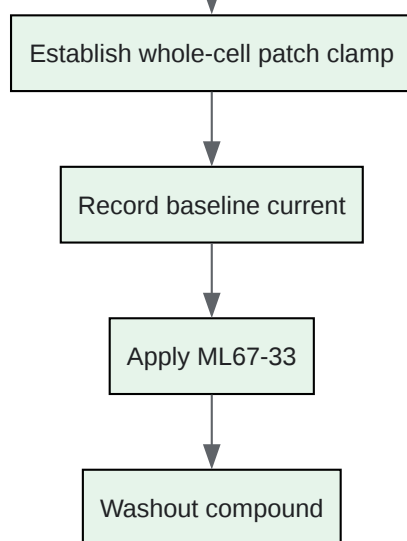 Establish whole-cell patch clamp
Record baseline current
Apply ML67-33
Washout compound